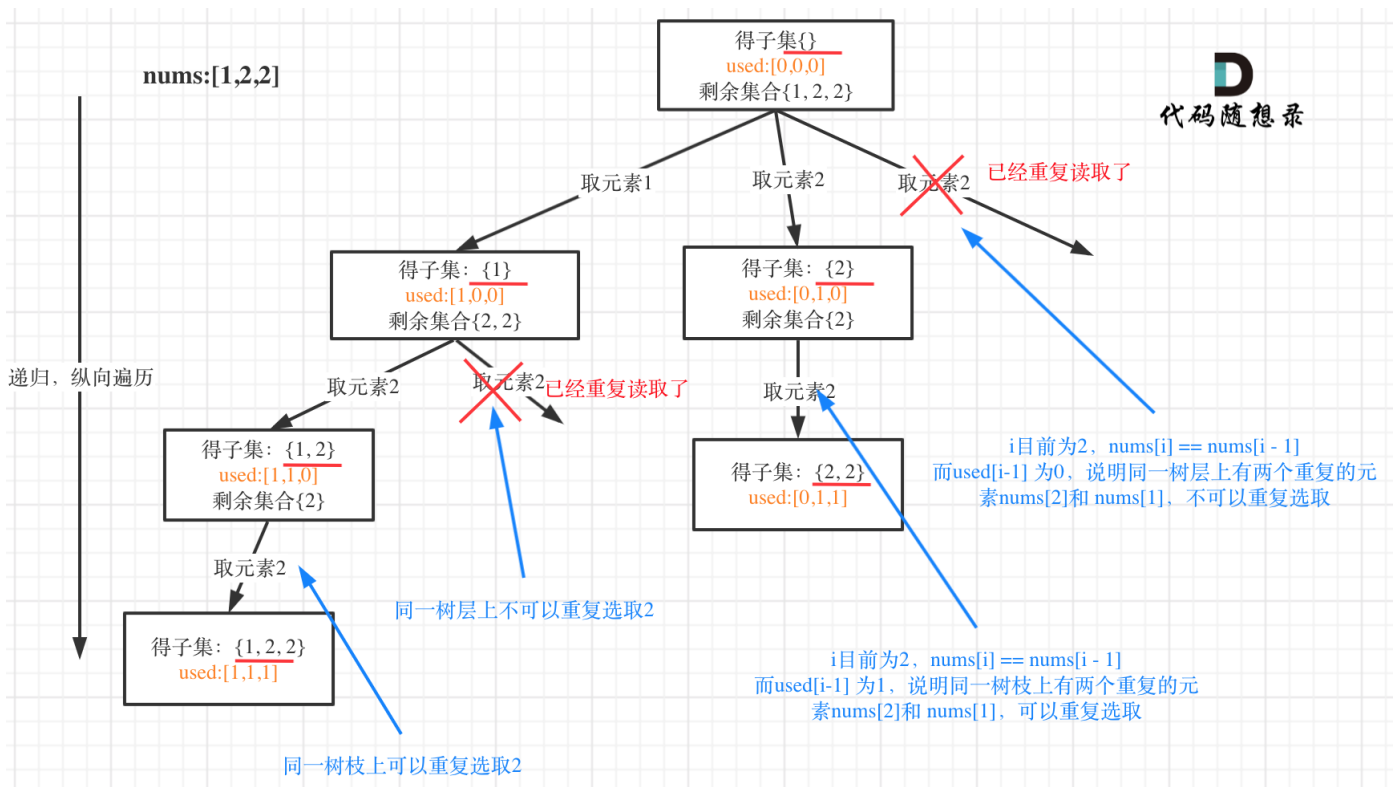 得子集{}
used:[0,0,0]
剩余集合{1, 2, 2}
nums:[1,2,2]
代码随想录
取元素1
取元素2
取元素2
已经重复读取了
得子集：{1}
used:[1,0,0]
剩余集合{2, 2}
得子集：{2}
used:[0,1,0]
剩余集合{2}
递归，纵向遍历
取元素2
取元素2
已经重复读取了
取元素2
得子集：{1, 2}
used:[1,1,0]
剩余集合{2}
得子集：{2, 2}
used:[0,1,1]
i目前为2，nums[i] == nums[i - 1]
而used[i-1] 为0，说明同一树层上有两个重复的元
素nums[2]和 nums[1]，不可以重复选取
取元素2
同一树层上不可以重复选取2
得子集：{1, 2, 2}
used:[1,1,1]
i目前为2，nums[i] == nums[i - 1]
而used[i-1] 为1，说明同一树枝上有两个重复的元
素nums[2]和 nums[1]，可以重复选取
同一树枝上可以重复选取2